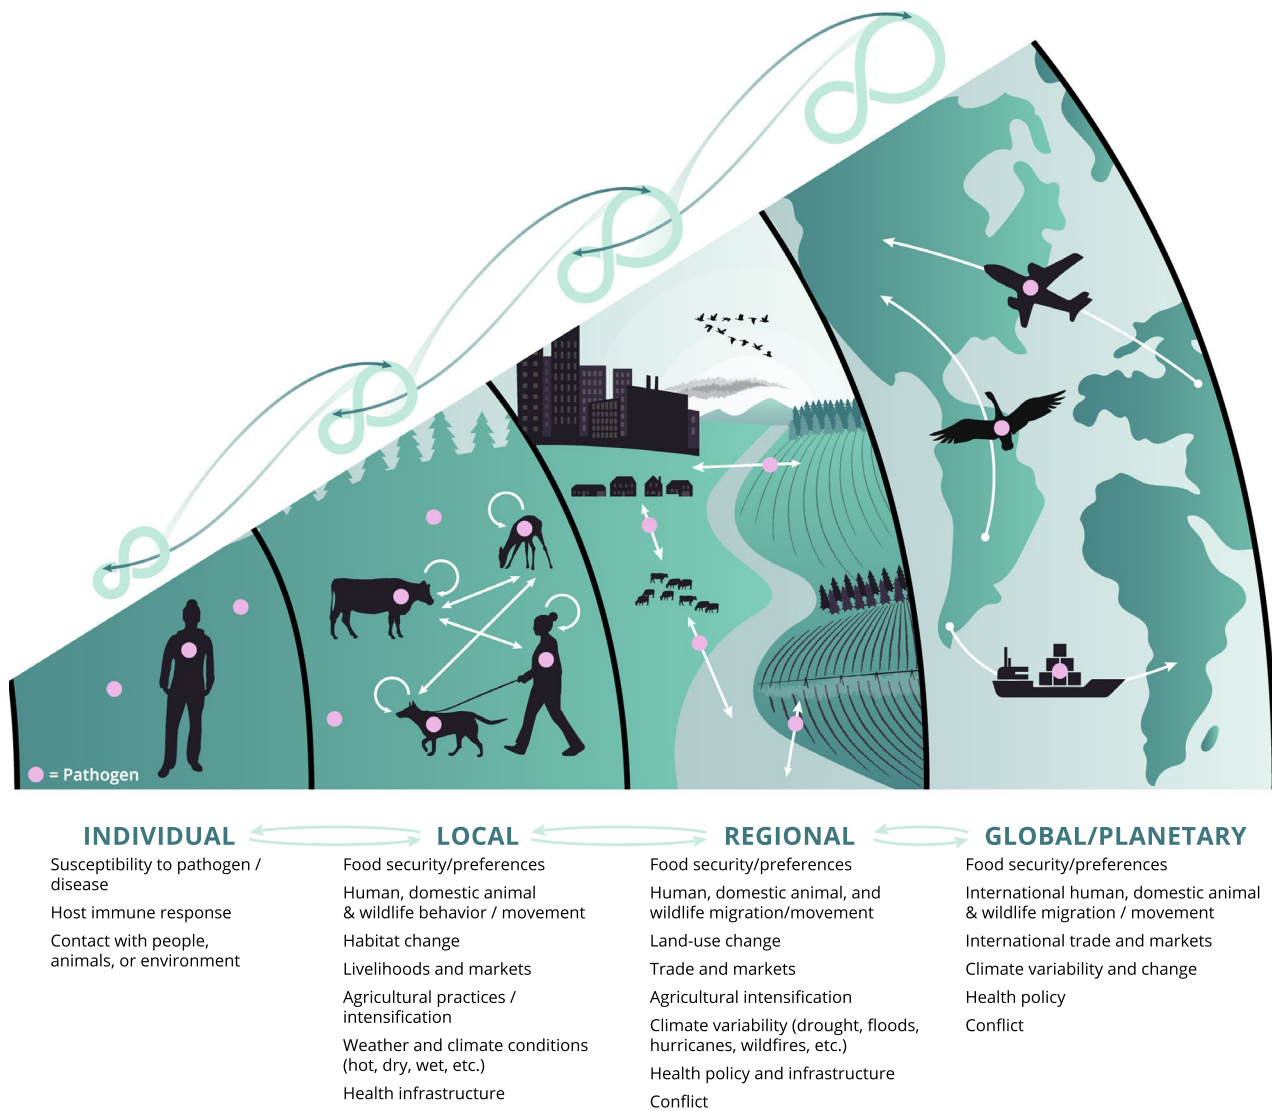 = Pathogen
INDIVIDUAL
Susceptibility to pathogen /
disease
Host immune response
Contact with people,
animals, or environment
LOCAL
Food security/preferences
Human, domestic animal
& wildlife behavior / movement
Habitat change
Livelihoods and markets
Agricultural practices /
intensification
Weather and climate conditions
(hot, dry, wet, etc.)
Health infrastructure
REGIONAL
Food security/preferences
Human, domestic animal, and
wildlife migration/movement
Land-use change
Trade and markets
Agricultural intensification
Climate variability (drought, floods,
hurricanes, wildfires, etc.)
Health policy and infrastructure
Conflict
GLOBAL/PLANETARY
Food security/preferences
International human, domestic animal
& wildlife migration / movement
International trade and markets
Climate variability and change
Health policy
Conflict